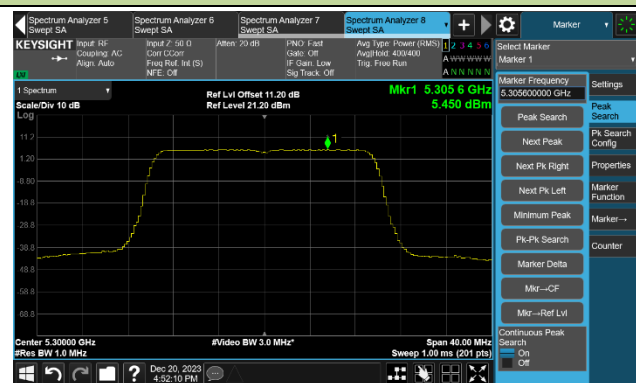 Spectrum Analyzer 5
Swept SA
Spectrum Analyzer 6
Swept SA
Spectrum Analyzer 7
Swept SA
Spectrum Analyzer 8
Swept SA
Marker
KEYSIGHT
Input: RF
Coupling: AC
Align: Auto
Input Z: 50 Ω
Corr CCorr
Freq Ref: Int (S)
NFE: Off
Atten: 20 dB
PNO: Fast
Gate: Off
IF Gain: Low
Sig Track: Off
Avg Type: Power (RMS)
Avg|Hold: 400/400
Trig: Free Run
1 2 3 4 5 6
A W W W W W
A N N N N N
Select Marker
Marker 1
1 Spectrum
Scale/Div 10 dB
Log
Ref Lvl Offset 11.20 dB
Ref Level 21.20 dBm
Mkr1 5.305 6 GHz
5.450 dBm
1
11.2
1.20
-8.80
-18.8
-28.8
-38.8
-48.8
-58.8
-68.8
Center 5.30000 GHz
#Res BW 1.0 MHz
#Video BW 3.0 MHz*
Span 40.00 MHz
Sweep 1.00 ms (201 pts)
Marker Frequency
5.305600000 GHz
Peak Search
Next Peak
Next Pk Right
Next Pk Left
Minimum Peak
Pk-Pk Search
Marker Delta
Mkr→CF
Mkr→Ref Lvl
Continuous Peak
Search
On
Off
Settings
Peak
Search
Pk Search
Config
Properties
Marker
Function
Marker→
Counter
Dec 20, 2023
4:52:10 PM